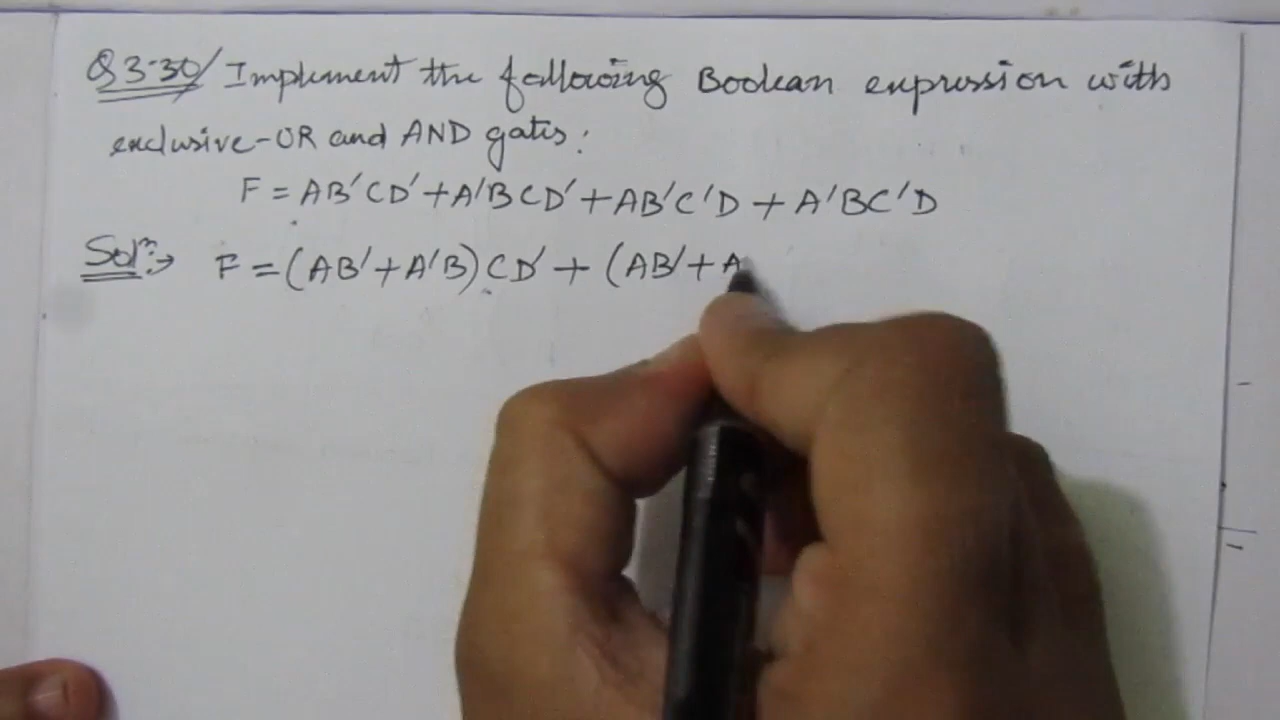 Q3-30/ Implement the following Boolean expression with
exclusive-OR and AND gates:
F = AB'CD' + A'BCD' + AB'C'D + A'BC'D
Solⁿ:→ F = (AB' + A'B) CD' + (AB' + A